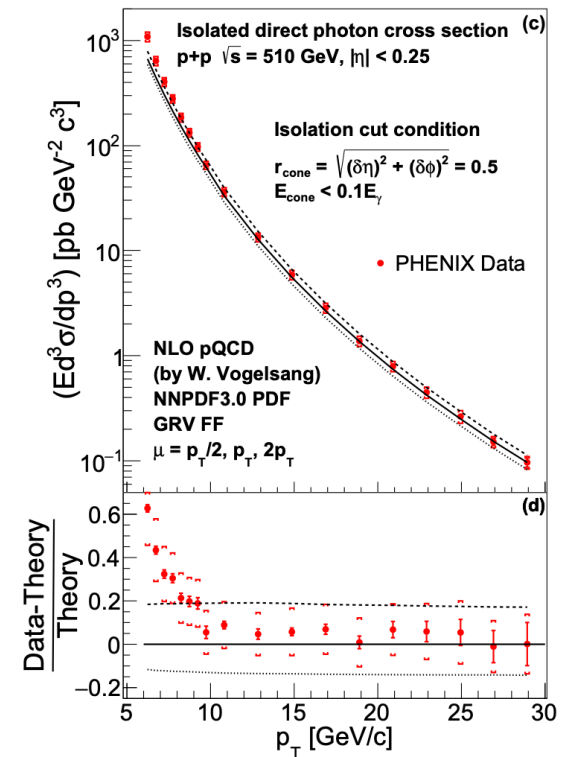 Isolated direct photon cross section (c)
p+p √s = 510 GeV, |η| < 0.25
Isolation cut condition
r_cone = √(δη)² + (δϕ)² = 0.5
E_cone < 0.1E_γ
PHENIX Data
NLO pQCD
(by W. Vogelsang)
NNPDF3.0 PDF
GRV FF
μ = p_T/2, p_T, 2p_T
(Ed³σ/dp³) [pb GeV⁻² c³]
10³
10²
10
1
10⁻¹
(d)
Data-Theory
Theory
0.6
0.4
0.2
0
−0.2
5 10 15 20 25 30
p_T [GeV/c]